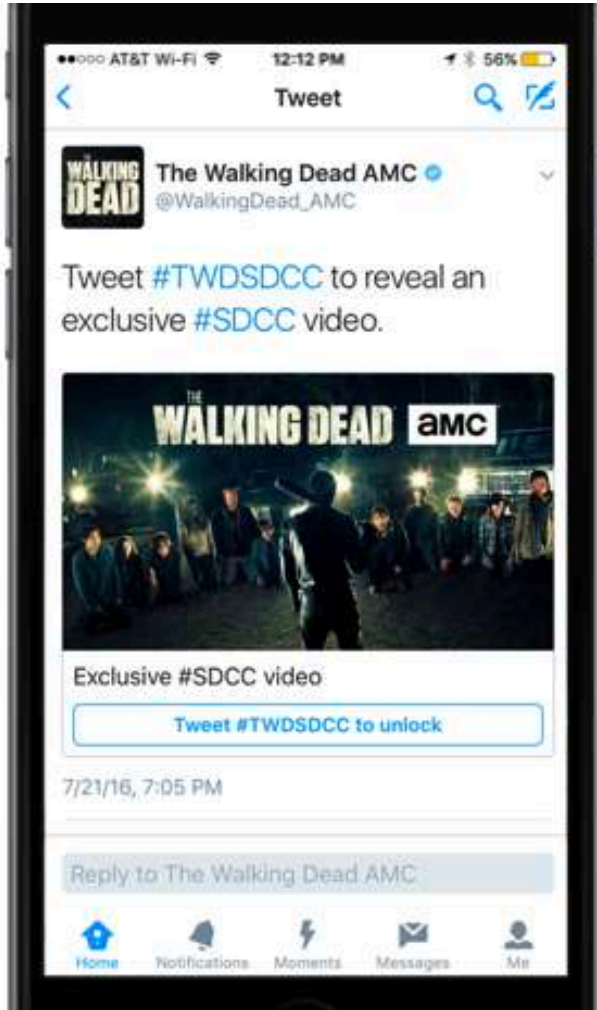 AT&T Wi-Fi 12:12 PM 56%
Tweet
THE WALKING DEAD
The Walking Dead AMC
@WalkingDead_AMC
Tweet #TWDSDCC to reveal an
exclusive #SDCC video.
THE
WALKING DEAD aMC
Exclusive #SDCC video
Tweet #TWDSDCC to unlock
7/21/16, 7:05 PM
Reply to The Walking Dead AMC
Home Notifications Moments Messages Me